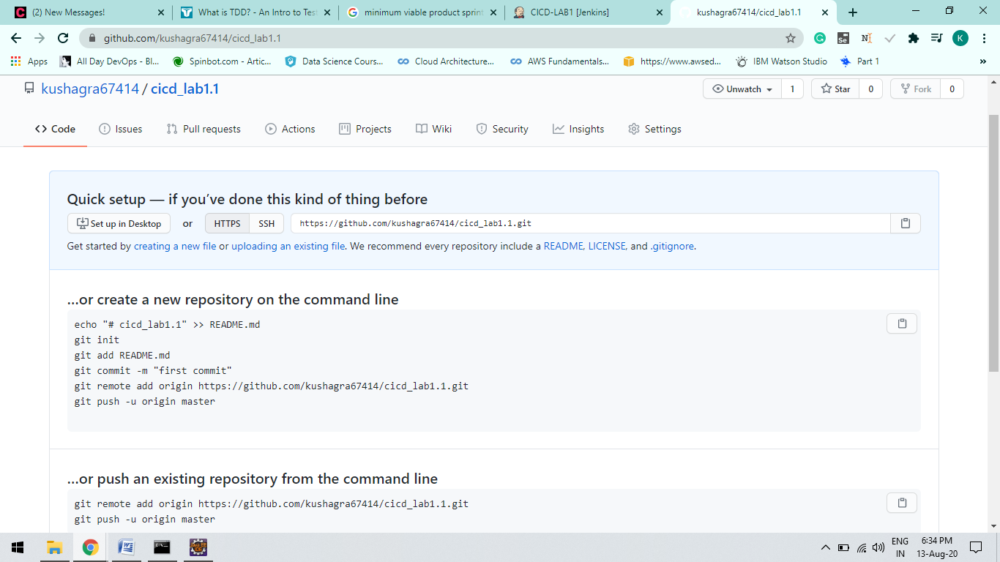 (2) New Messages!
What is TDD? - An Intro to Test
minimum viable product sprint
CICD-LAB1 [Jenkins]
kushagra67414/cicd_lab1.1
github.com/kushagra67414/cicd_lab1.1
Apps
All Day DevOps - Bl...
Spinbot.com - Artic...
Data Science Cours...
Cloud Architecture...
AWS Fundamentals...
https://www.awsed...
IBM Watson Studio
Part 1
»
kushagra67414 / cicd_lab1.1
Unwatch 1
Star 0
Fork 0
Code
Issues
Pull requests
Actions
Projects
Wiki
Security
Insights
Settings
Quick setup — if you’ve done this kind of thing before
Set up in Desktop or HTTPS SSH https://github.com/kushagra67414/cicd_lab1.1.git
Get started by creating a new file or uploading an existing file. We recommend every repository include a README, LICENSE, and .gitignore.
…or create a new repository on the command line
echo "# cicd_lab1.1" >> README.md
git init
git add README.md
git commit -m "first commit"
git remote add origin https://github.com/kushagra67414/cicd_lab1.1.git
git push -u origin master
…or push an existing repository from the command line
git remote add origin https://github.com/kushagra67414/cicd_lab1.1.git
git push -u origin master
ENG
IN
6:34 PM
13-Aug-20